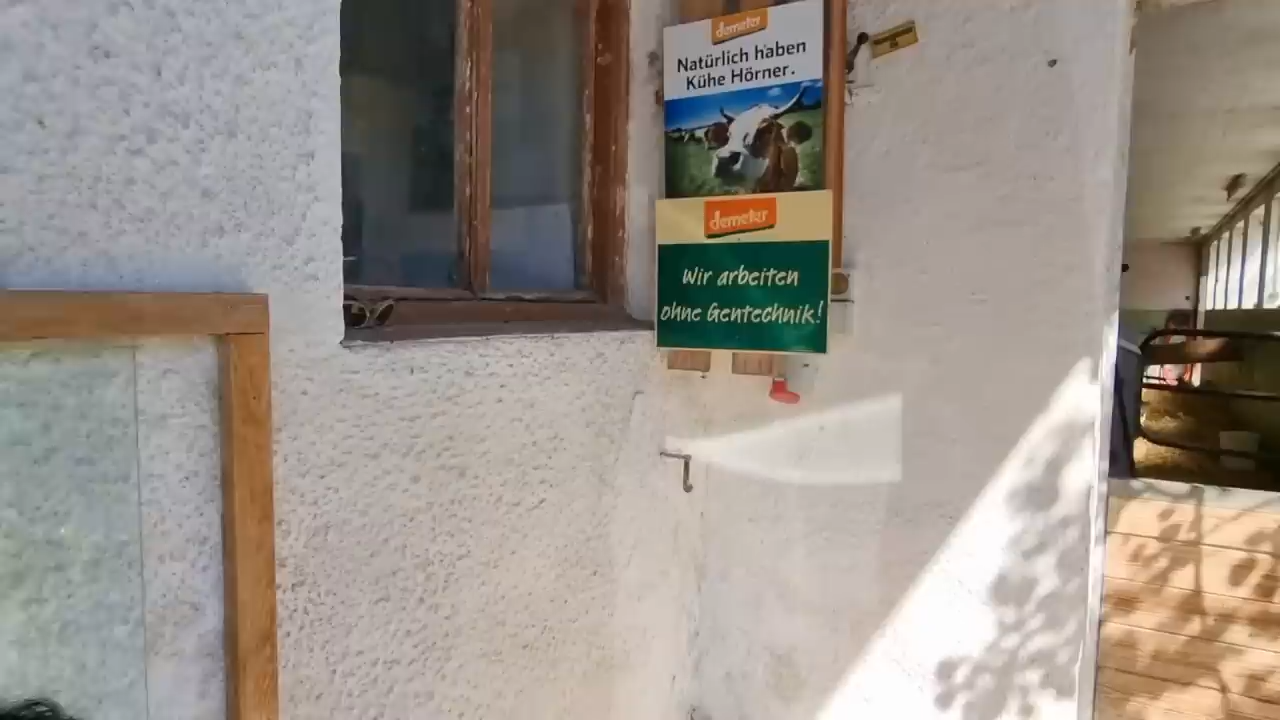 demeter
Natürlich haben
Kühe Hörner.
demeter
Wir arbeiten
ohne Gentechnik!